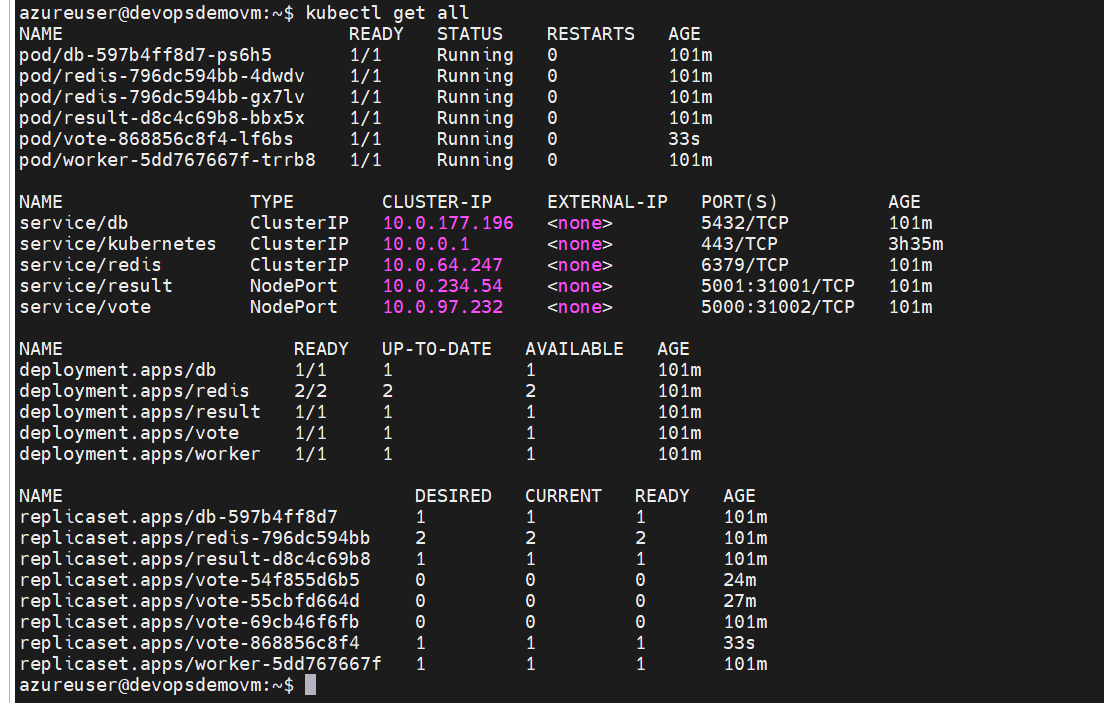 azureuser@devopsdemovm:~$ kubectl get all
NAME READY STATUS RESTARTS AGE
pod/db-597b4ff8d7-ps6h5 1/1 Running 0 101m
pod/redis-796dc594bb-4dwdv 1/1 Running 0 101m
pod/redis-796dc594bb-gx7lv 1/1 Running 0 101m
pod/result-d8c4c69b8-bbx5x 1/1 Running 0 101m
pod/vote-868856c8f4-lf6bs 1/1 Running 0 33s
pod/worker-5dd767667f-trrb8 1/1 Running 0 101m
NAME TYPE CLUSTER-IP EXTERNAL-IP PORT(S) AGE
service/db ClusterIP 10.0.177.196 <none> 5432/TCP 101m
service/kubernetes ClusterIP 10.0.0.1 <none> 443/TCP 3h35m
service/redis ClusterIP 10.0.64.247 <none> 6379/TCP 101m
service/result NodePort 10.0.234.54 <none> 5001:31001/TCP 101m
service/vote NodePort 10.0.97.232 <none> 5000:31002/TCP 101m
NAME READY UP-TO-DATE AVAILABLE AGE
deployment.apps/db 1/1 1 1 101m
deployment.apps/redis 2/2 2 2 101m
deployment.apps/result 1/1 1 1 101m
deployment.apps/vote 1/1 1 1 101m
deployment.apps/worker 1/1 1 1 101m
NAME DESIRED CURRENT READY AGE
replicaset.apps/db-597b4ff8d7 1 1 1 101m
replicaset.apps/redis-796dc594bb 2 2 2 101m
replicaset.apps/result-d8c4c69b8 1 1 1 101m
replicaset.apps/vote-54f855d6b5 0 0 0 24m
replicaset.apps/vote-55cbfd664d 0 0 0 27m
replicaset.apps/vote-69cb46f6fb 0 0 0 101m
replicaset.apps/vote-868856c8f4 1 1 1 33s
replicaset.apps/worker-5dd767667f 1 1 1 101m
azureuser@devopsdemovm:~$